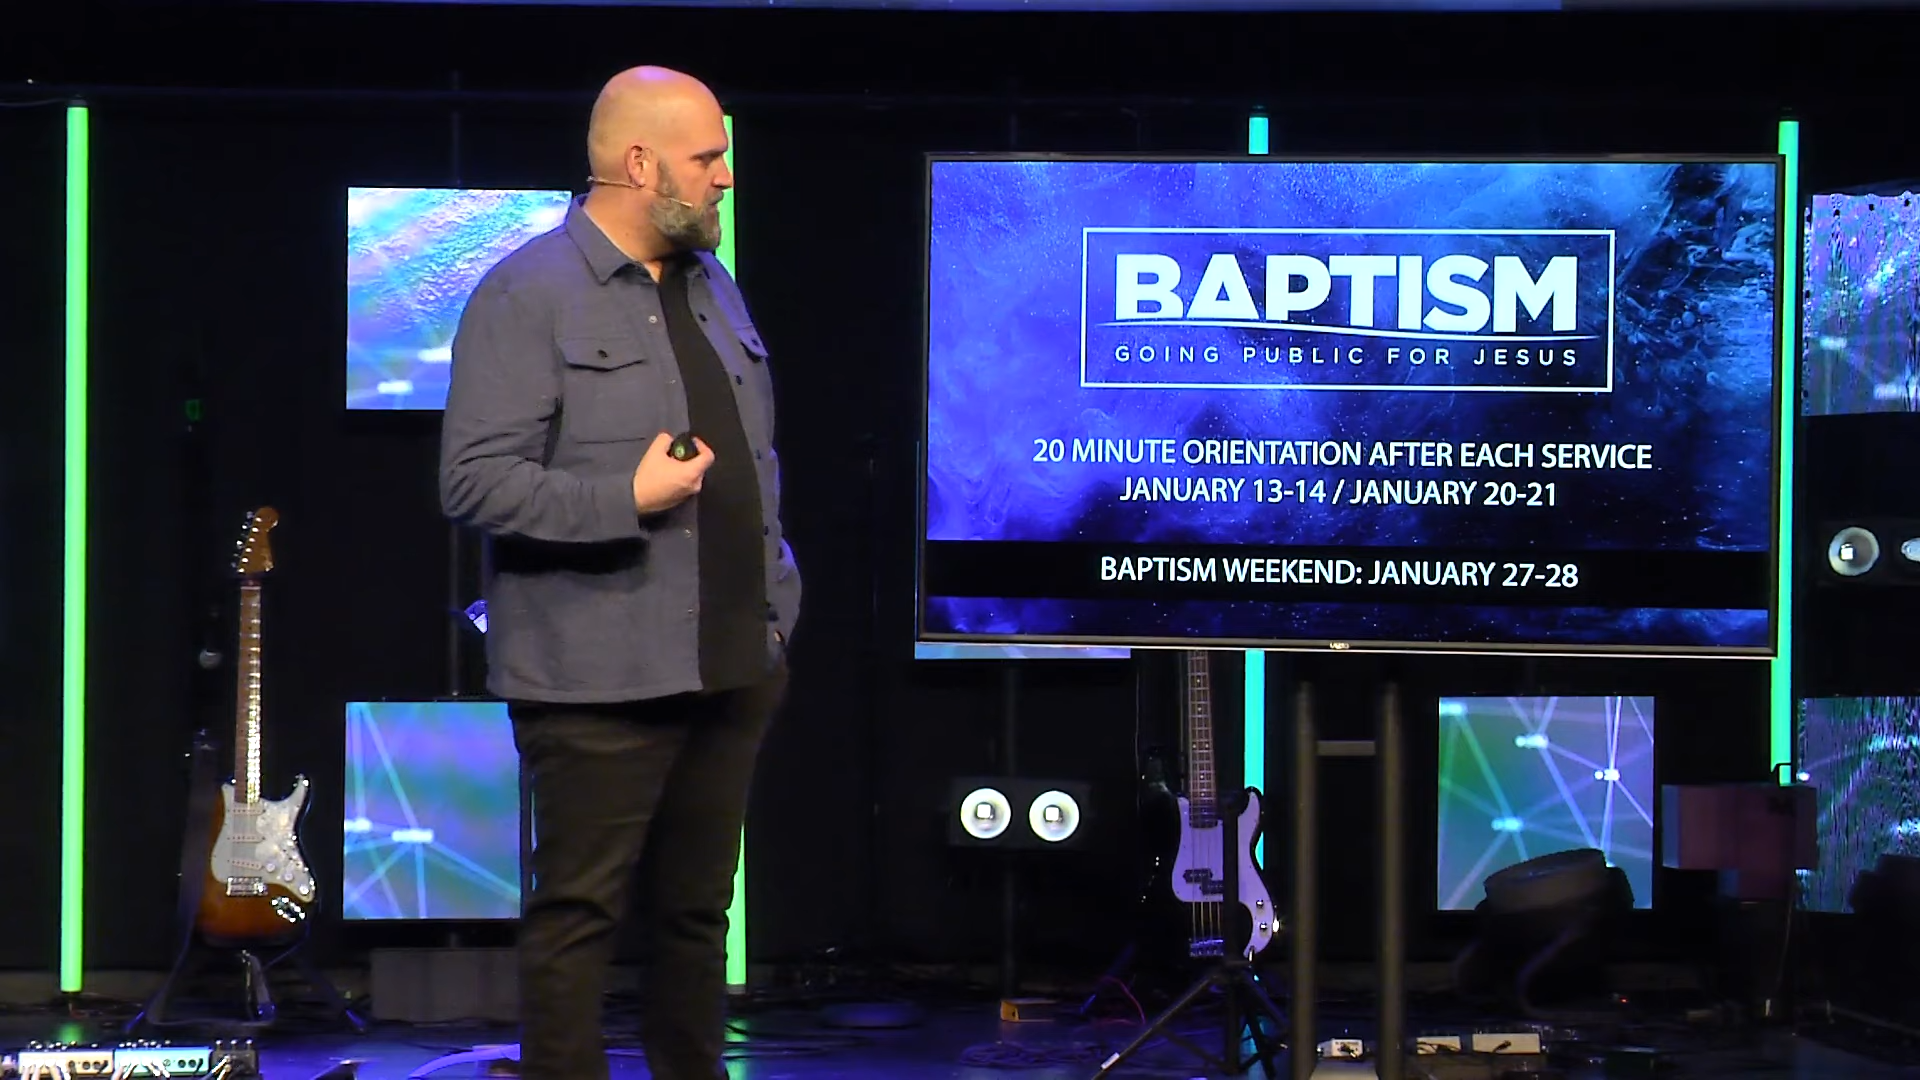 BAPTISM
GOING PUBLIC FOR JESUS
20 MINUTE ORIENTATION AFTER EACH SERVICE
JANUARY 13-14 / JANUARY 20-21
BAPTISM WEEKEND: JANUARY 27-28